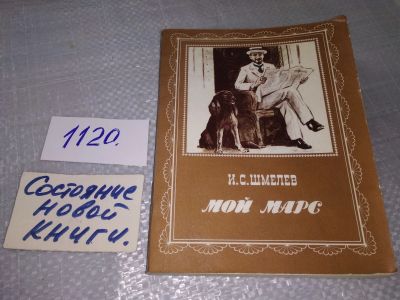 1120.
Состояние
новой
книги.
И.С.ШМЕЛЕВ
МОЙ МАРС